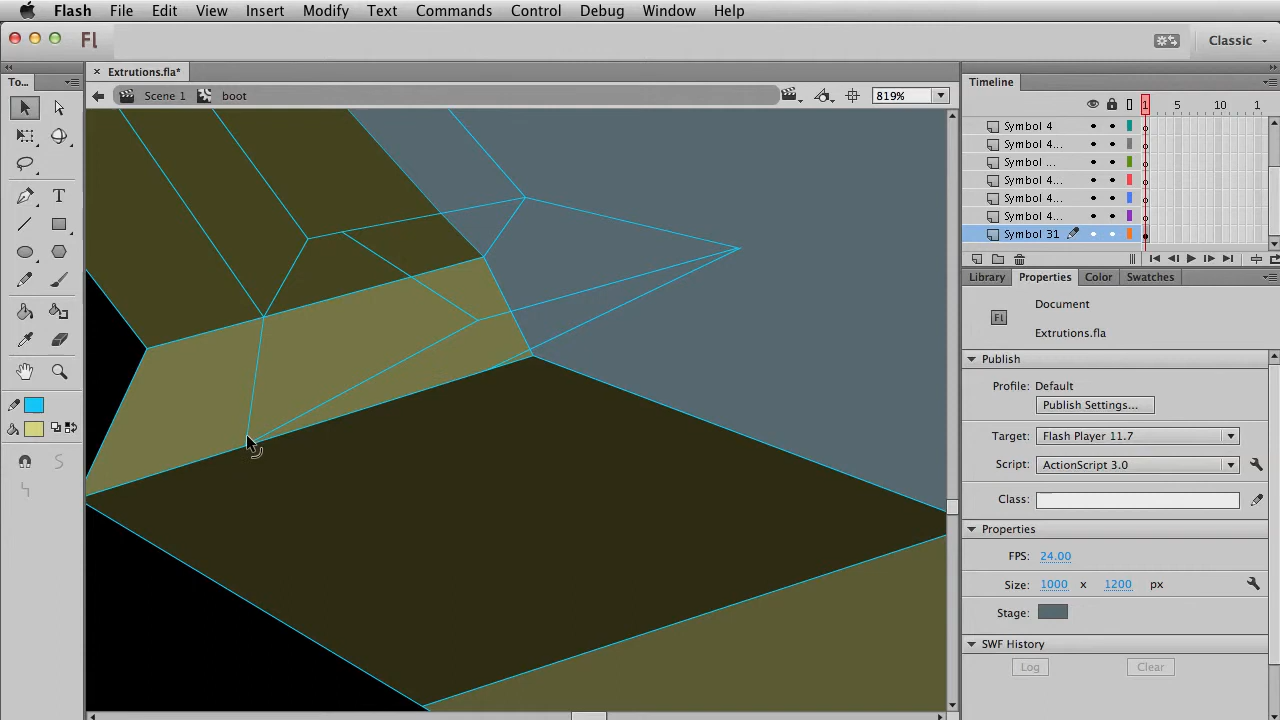 Flash File Edit View Insert Modify Text Commands Control Debug Window Help
Fl Classic
To... × Extrutions.fla* Timeline
Scene 1 boot 819%
1 5 10 1
Symbol 4
Symbol 4...
Symbol ...
Symbol 4...
Symbol 4...
Symbol 4...
Symbol 31
Library Properties Color Swatches
Fl Document
Extrutions.fla
Publish
Profile: Default
Publish Settings...
Target: Flash Player 11.7
Script: ActionScript 3.0
Class:
Properties
FPS: 24.00
Size: 1000 x 1200 px
Stage:
SWF History
Log Clear